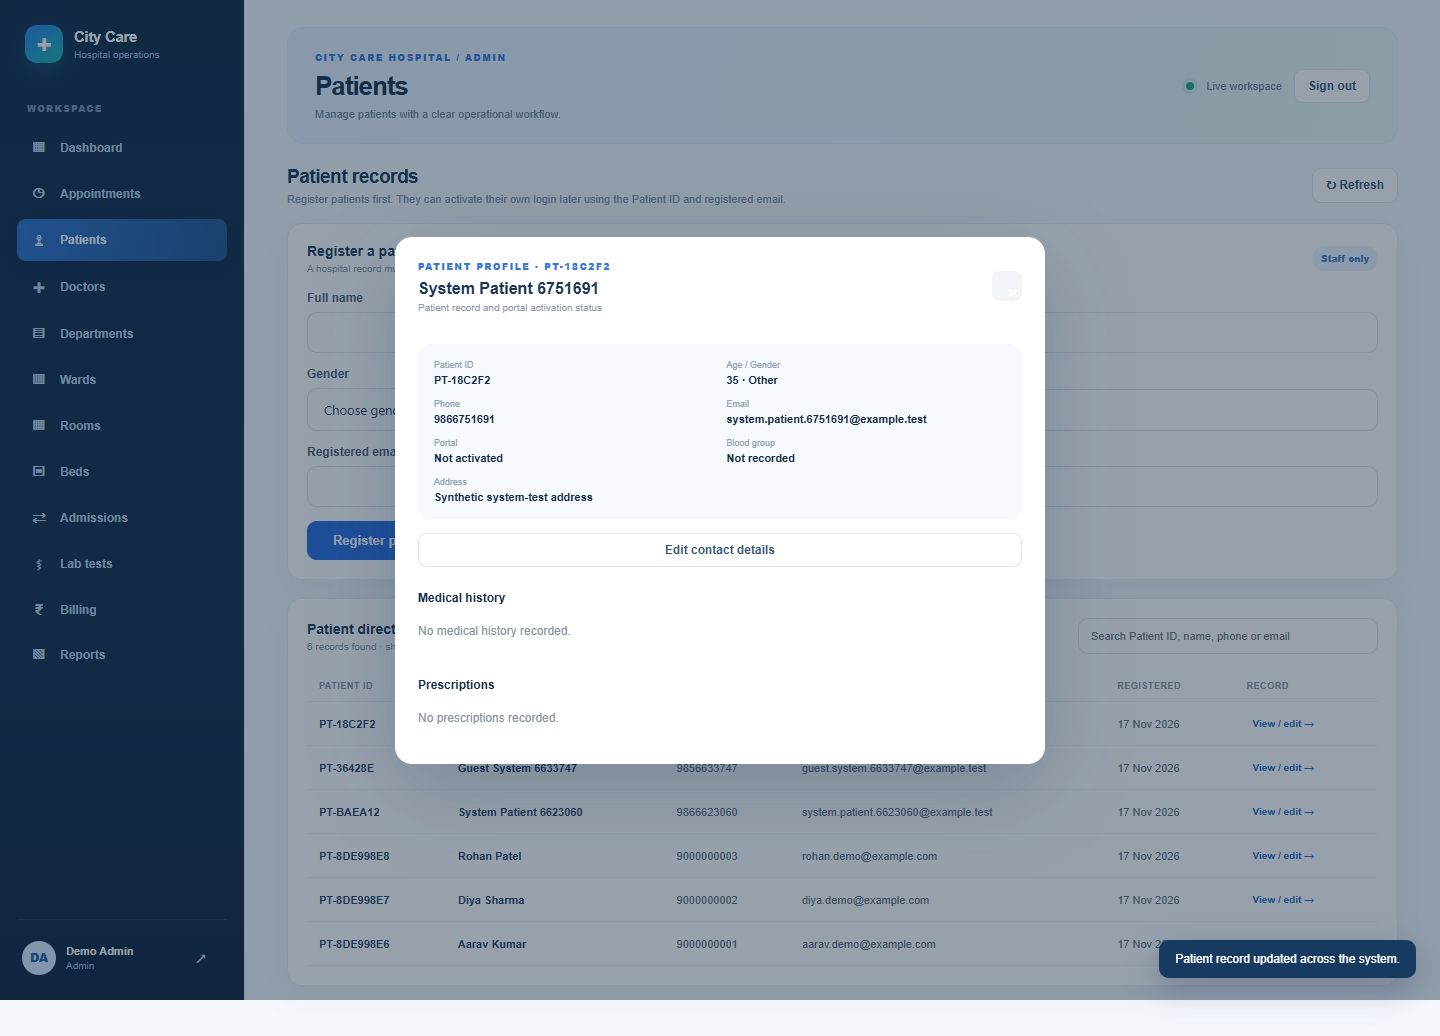 City Care
Hospital operations
WORKSPACE
Dashboard
Appointments
Patients
Doctors
Departments
Wards
Rooms
Beds
Admissions
Lab tests
Billing
Reports
DA
Demo Admin
Admin
CITY CARE HOSPITAL / ADMIN
Patients
Manage patients with a clear operational workflow.
Live workspace
Sign out
Patient records
Register patients first. They can activate their own login later using the Patient ID and registered email.
↻ Refresh
Register a pa
A hospital record mu
Staff only
Full name
Gender
Choose gend
Registered ema
Register p
PATIENT PROFILE · PT-18C2F2
System Patient 6751691
Patient record and portal activation status
×
Patient ID
PT-18C2F2
Age / Gender
35 · Other
Phone
9866751691
Email
system.patient.6751691@example.test
Portal
Not activated
Blood group
Not recorded
Address
Synthetic system-test address
Edit contact details
Medical history
No medical history recorded.
Prescriptions
No prescriptions recorded.
Patient direct
6 records found · sh
Search Patient ID, name, phone or email
PATIENT ID
REGISTERED
RECORD
PT-18C2F2
17 Nov 2026
View / edit →
PT-36428E
Guest System 6633747
9856633747
guest.system.6633747@example.test
17 Nov 2026
View / edit →
PT-BAEA12
System Patient 6623060
9866623060
system.patient.6623060@example.test
17 Nov 2026
View / edit →
PT-8DE998E8
Rohan Patel
9000000003
rohan.demo@example.com
17 Nov 2026
View / edit →
PT-8DE998E7
Diya Sharma
9000000002
diya.demo@example.com
17 Nov 2026
View / edit →
PT-8DE998E6
Aarav Kumar
9000000001
aarav.demo@example.com
17 Nov 2
Patient record updated across the system.